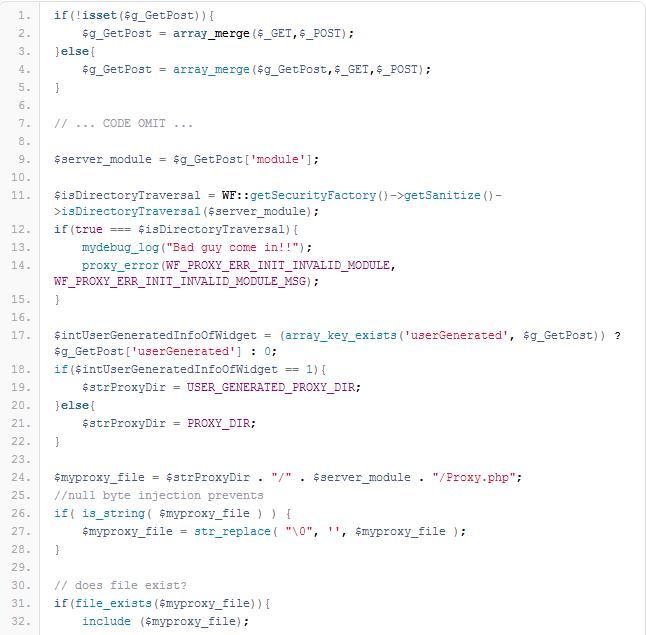 1. if(!isset($g_GetPost)){
2. $g_GetPost = array_merge($_GET,$_POST);
3. }else{
4. $g_GetPost = array_merge($g_GetPost,$_GET,$_POST);
5. }
6.
7. // ... CODE OMIT ...
8.
9. $server_module = $g_GetPost['module'];
10.
11. $isDirectoryTraversal = WF::getSecurityFactory()->getSanitize()-
>isDirectoryTraversal($server_module);
12. if(true === $isDirectoryTraversal){
13. mydebug_log("Bad guy come in!!");
14. proxy_error(WF_PROXY_ERR_INIT_INVALID_MODULE,
WF_PROXY_ERR_INIT_INVALID_MODULE_MSG);
15. }
16.
17. $intUserGeneratedInfoOfWidget = (array_key_exists('userGenerated', $g_GetPost)) ?
$g_GetPost['userGenerated'] : 0;
18. if($intUserGeneratedInfoOfWidget == 1){
19. $strProxyDir = USER_GENERATED_PROXY_DIR;
20. }else{
21. $strProxyDir = PROXY_DIR;
22. }
23.
24. $myproxy_file = $strProxyDir . "/" . $server_module . "/Proxy.php";
25. //null byte injection prevents
26. if( is_string( $myproxy_file ) ) {
27. $myproxy_file = str_replace( "\0", '', $myproxy_file );
28. }
29.
30. // does file exist?
31. if(file_exists($myproxy_file)){
32. include ($myproxy_file);